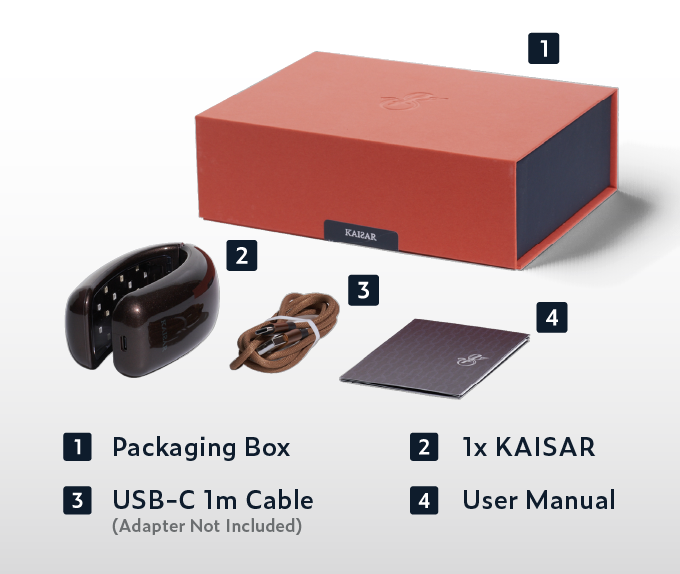 1
KAISAR
2
KAISAR
3
4
1 Packaging Box
2 1x KAISAR
3 USB-C 1m Cable
(Adapter Not Included)
4 User Manual